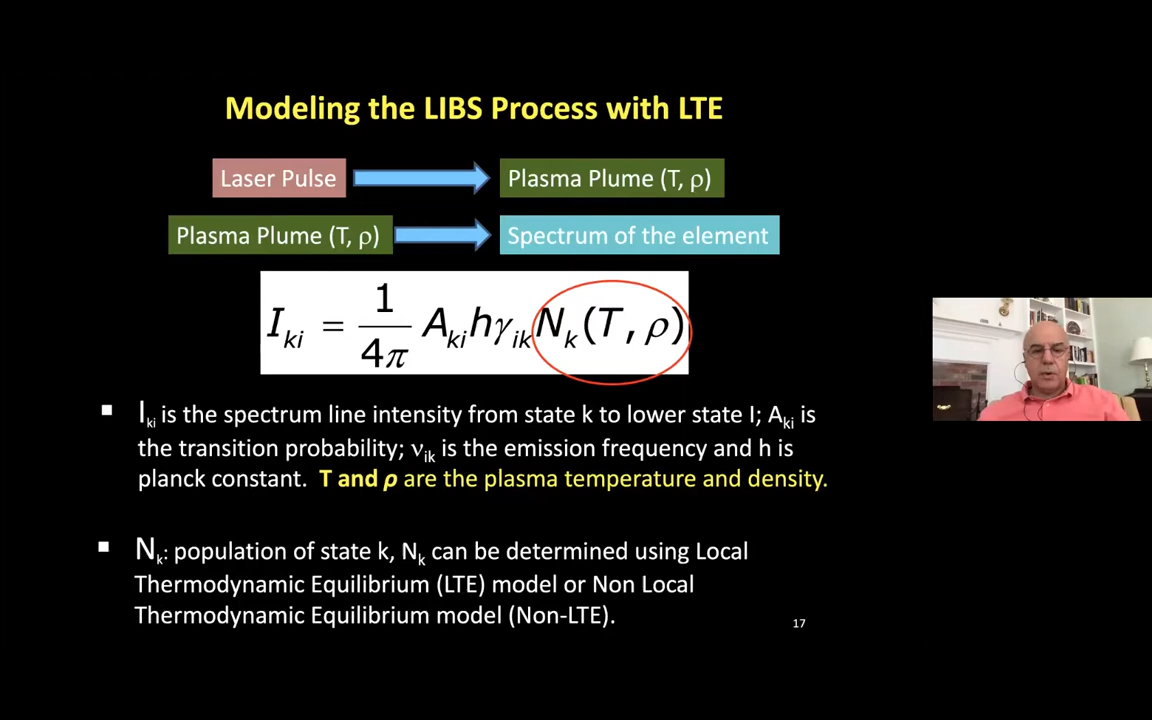 Modeling the LIBS Process with LTE
Laser Pulse
Plasma Plume (T, ρ)
Plasma Plume (T, ρ)
Spectrum of the element
I_ki = 1/4π A_ki hγ_ik N_k(T, ρ)
▪ I_ki is the spectrum line intensity from state k to lower state I; A_ki is
the transition probability; ν_ik is the emission frequency and h is
planck constant. T and ρ are the plasma temperature and density.
▪ N_k: population of state k, N_k can be determined using Local
Thermodynamic Equilibrium (LTE) model or Non Local
Thermodynamic Equilibrium model (Non-LTE).
17